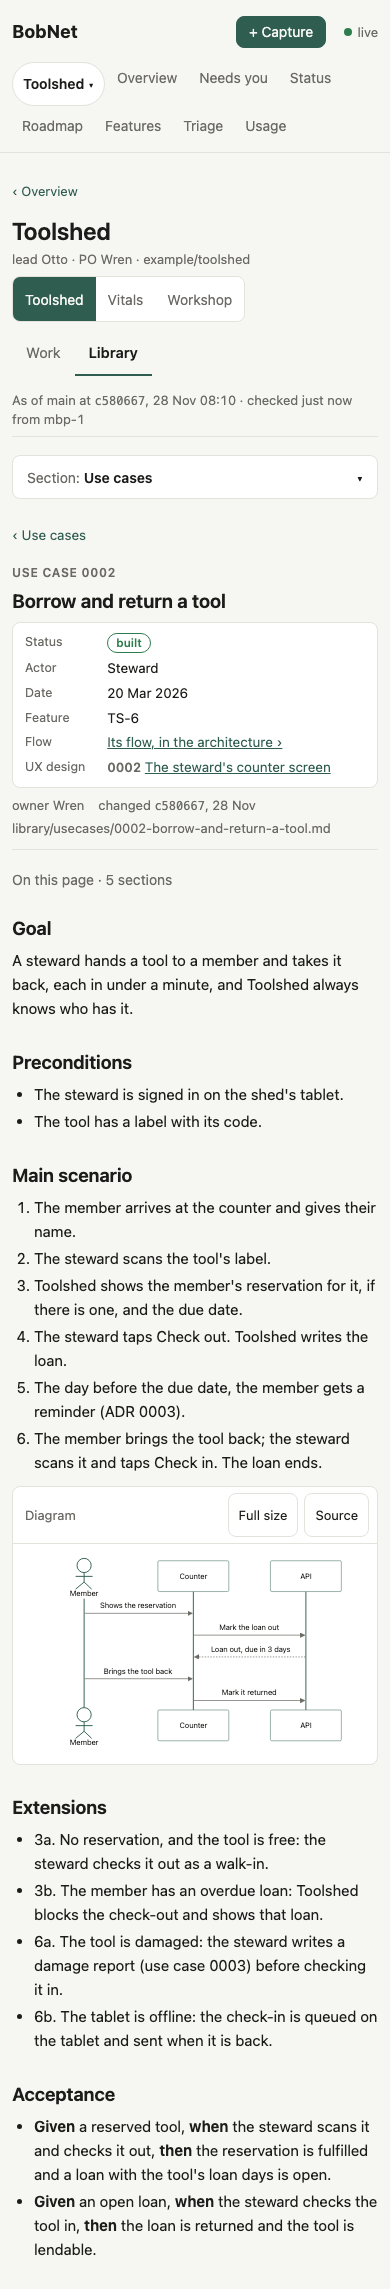 BobNet
+ Capture
live
Toolshed ▾
Overview
Needs you
Status
Roadmap
Features
Triage
Usage
‹ Overview
Toolshed
lead Otto · PO Wren · example/toolshed
Toolshed
Vitals
Workshop
Work
Library
As of main at c580667, 28 Nov 08:10 · checked just now
from mbp-1
Section: Use cases ▾
‹ Use cases
USE CASE 0002
Borrow and return a tool
Status built
Actor Steward
Date 20 Mar 2026
Feature TS-6
Flow Its flow, in the architecture ›
UX design 0002 The steward's counter screen
owner Wren changed c580667, 28 Nov
library/usecases/0002-borrow-and-return-a-tool.md
On this page · 5 sections
Goal
A steward hands a tool to a member and takes it
back, each in under a minute, and Toolshed always
knows who has it.
Preconditions
• The steward is signed in on the shed's tablet.
• The tool has a label with its code.
Main scenario
1. The member arrives at the counter and gives their
name.
2. The steward scans the tool's label.
3. Toolshed shows the member's reservation for it, if
there is one, and the due date.
4. The steward taps Check out. Toolshed writes the
loan.
5. The day before the due date, the member gets a
reminder (ADR 0003).
6. The member brings the tool back; the steward
scans it and taps Check in. The loan ends.
Diagram
Full size
Source
Member
Counter
API
Shows the reservation
Mark the loan out
Loan out, due in 3 days
Brings the tool back
Mark it returned
Member
Counter
API
Extensions
• 3a. No reservation, and the tool is free: the
steward checks it out as a walk-in.
• 3b. The member has an overdue loan: Toolshed
blocks the check-out and shows that loan.
• 6a. The tool is damaged: the steward writes a
damage report (use case 0003) before checking
it in.
• 6b. The tablet is offline: the check-in is queued on
the tablet and sent when it is back.
Acceptance
• Given a reserved tool, when the steward scans it
and checks it out, then the reservation is fulfilled
and a loan with the tool's loan days is open.
• Given an open loan, when the steward checks the
tool in, then the loan is returned and the tool is
lendable.